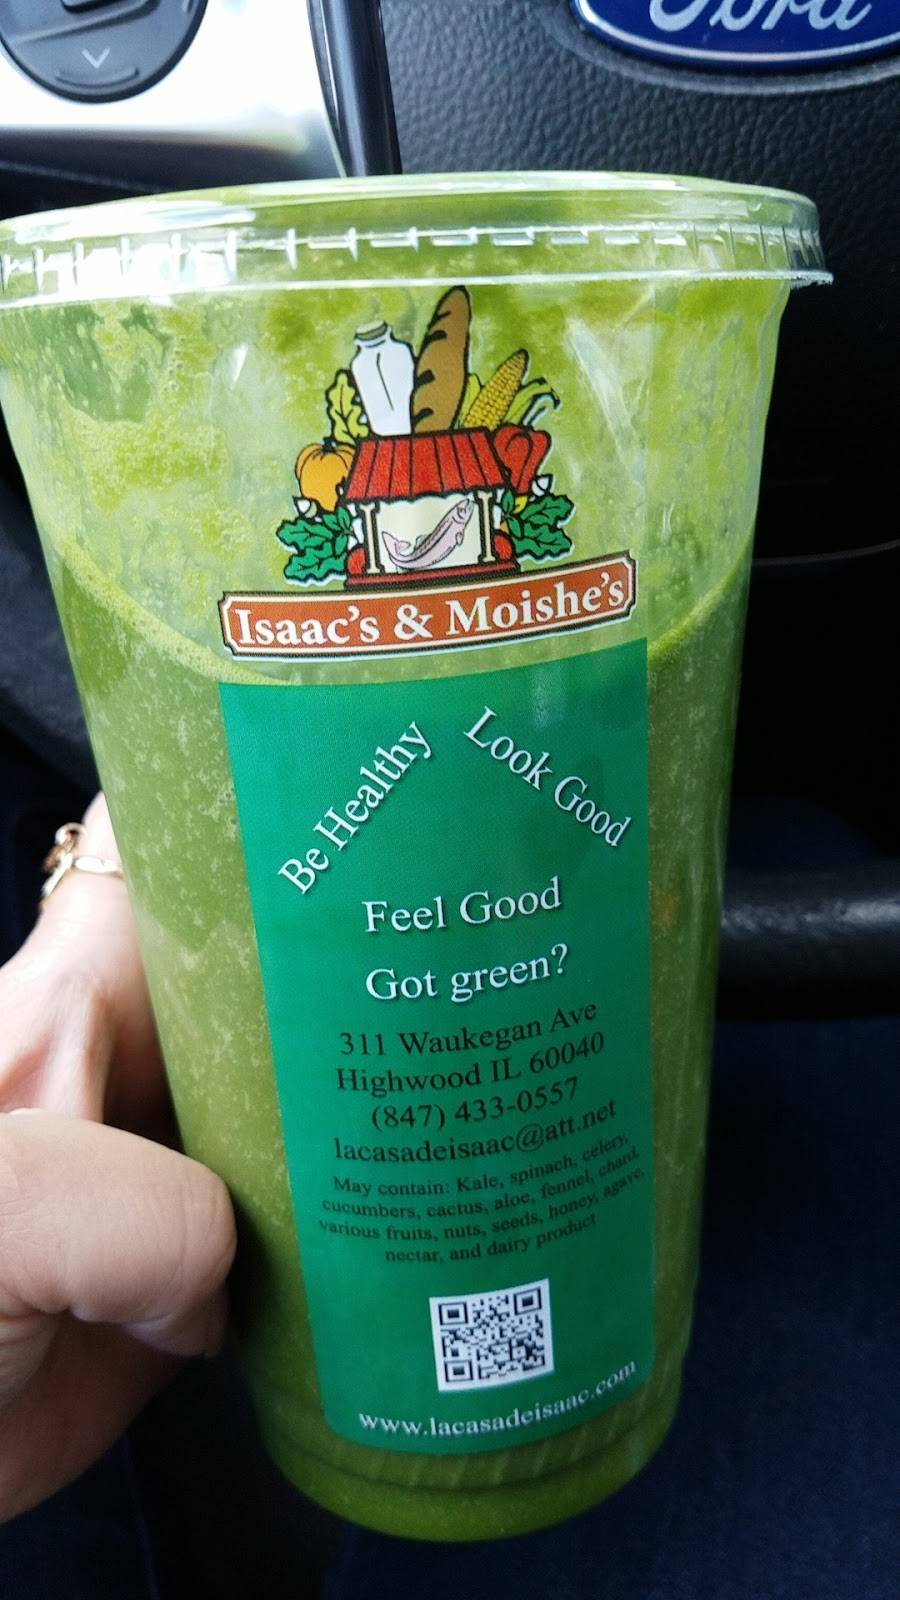 Ford
Isaac's & Moishe's
Be Healthy
Look Good
Feel Good
Got green?
311 Waukegan Ave
Highwood IL 60040
(847) 433-0557
lacasadeisaac@att.net
May contain: Kale, spinach, celery,
cucumbers, cactus, aloe, fennel, chard,
various fruits, nuts, seeds, honey, agave,
nectar, and dairy product
www.lacasadeisaac.com